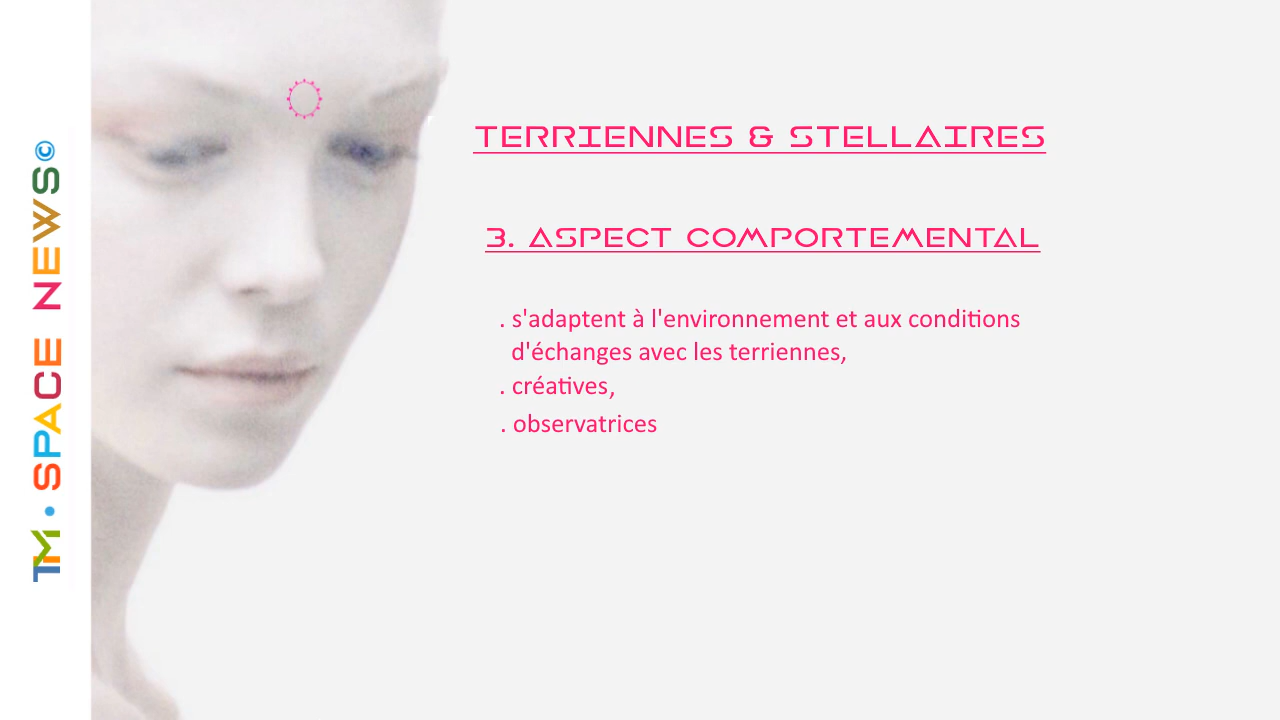 TM • SPACE NEWS©
TERRIENNES & STELLAIRES
3. ASPECT COMPORTEMENTAL
. s'adaptent à l'environnement et aux conditions
d'échanges avec les terriennes,
. créatives,
. observatrices